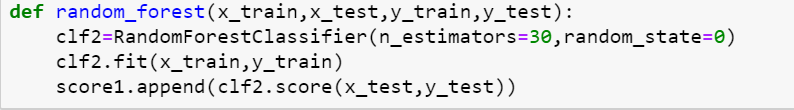 def random_forest(x_train,x_test,y_train,y_test):
    clf2=RandomForestClassifier(n_estimators=30,random_state=0)
    clf2.fit(x_train,y_train)
    score1.append(clf2.score(x_test,y_test))